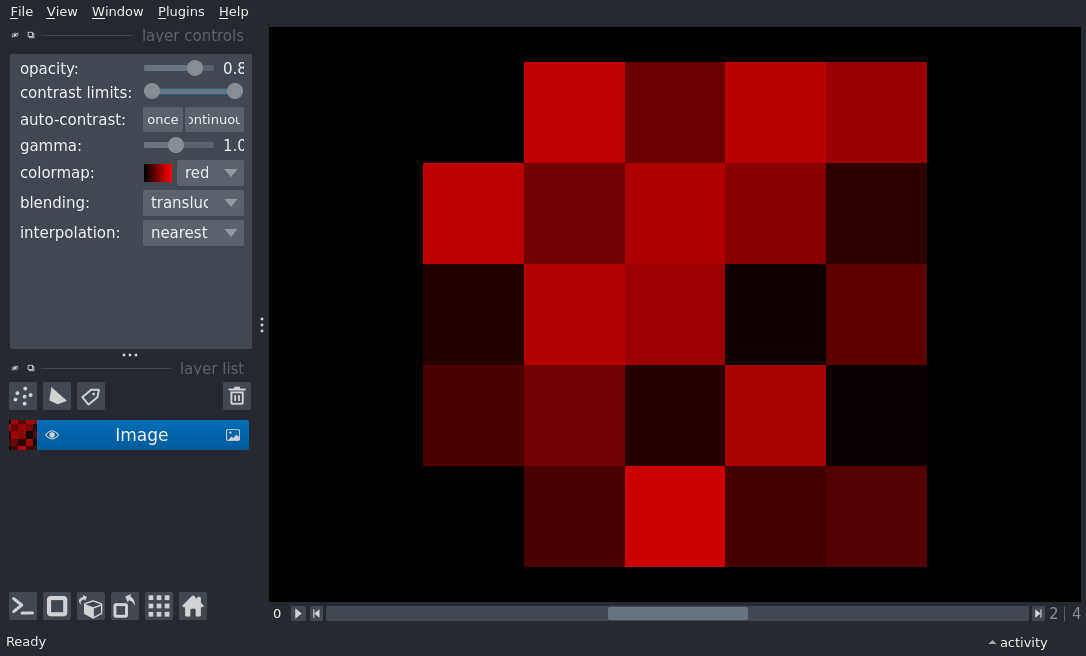 File View Window Plugins Help
layer controls
opacity: 0.8
contrast limits:
auto-contrast: once ontinuou
gamma: 1.0
colormap: red
blending: transluc
interpolation: nearest
layer list
Image
0 2 | 4
Ready activity